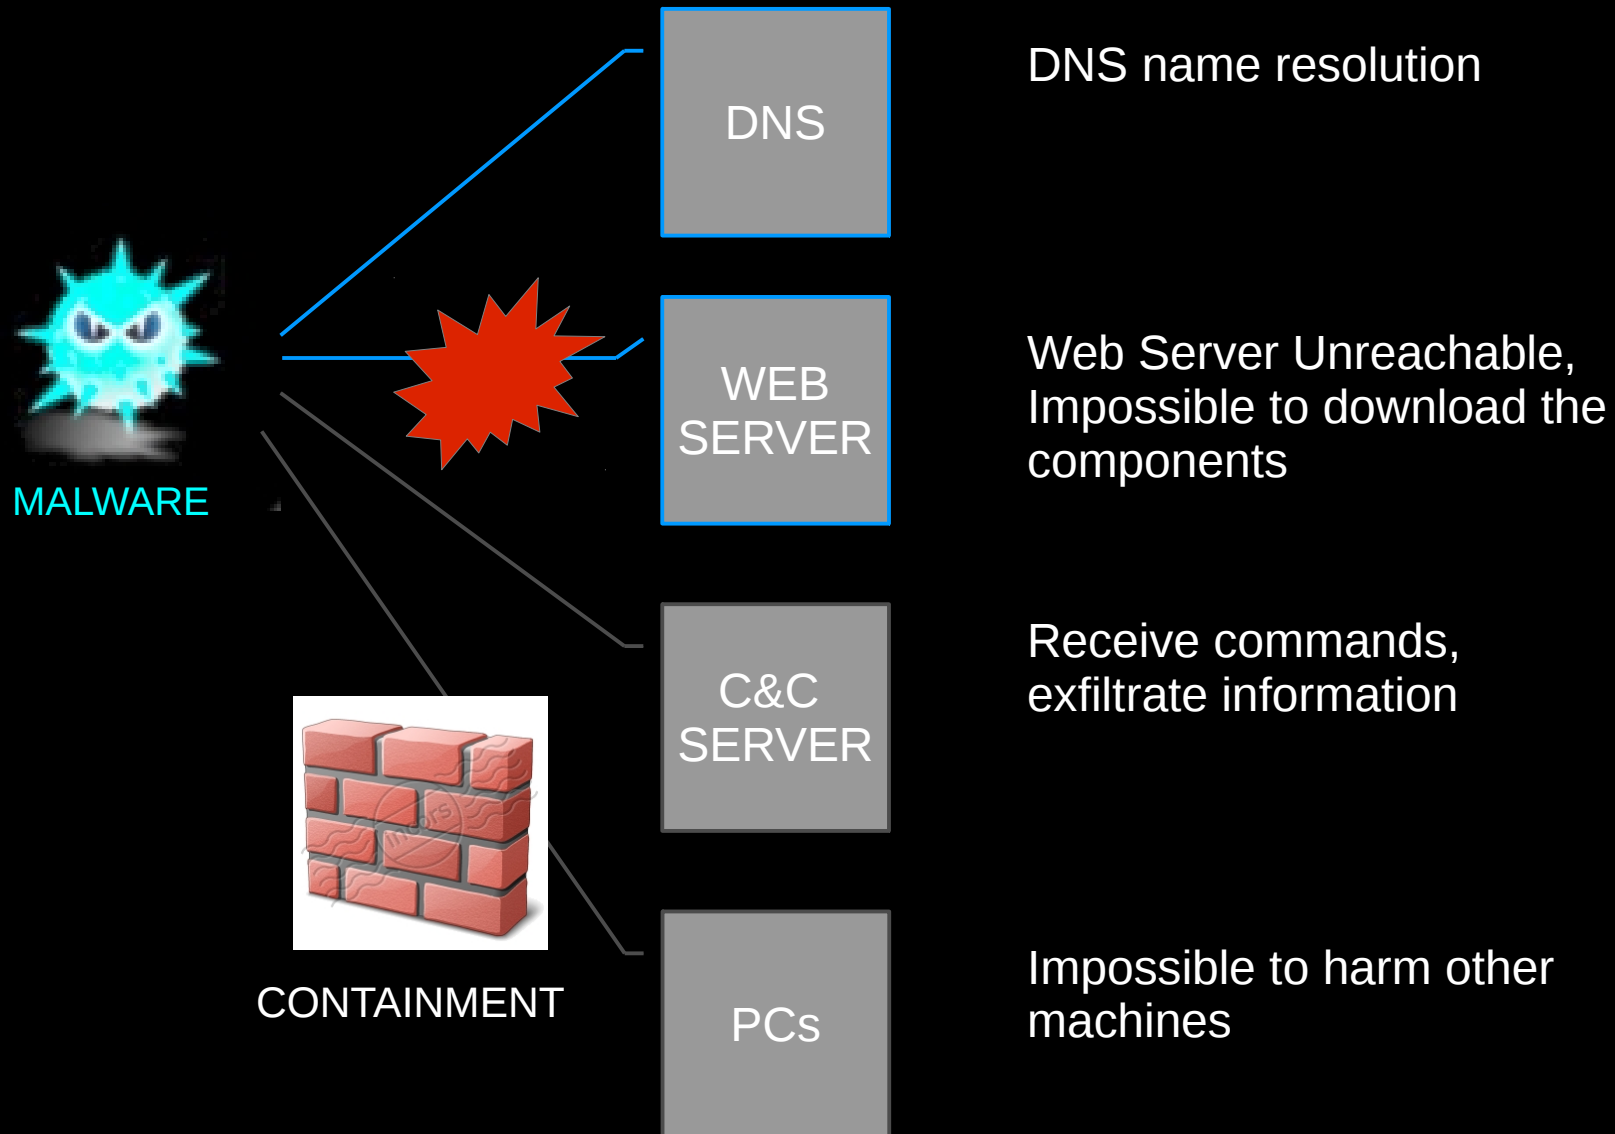 DNS
DNS name resolution
MALWARE
WEB
SERVER
Web Server Unreachable,
Impossible to download the
components
C&C
SERVER
Receive commands,
exfiltrate information
Incors
CONTAINMENT
PCs
Impossible to harm other
machines